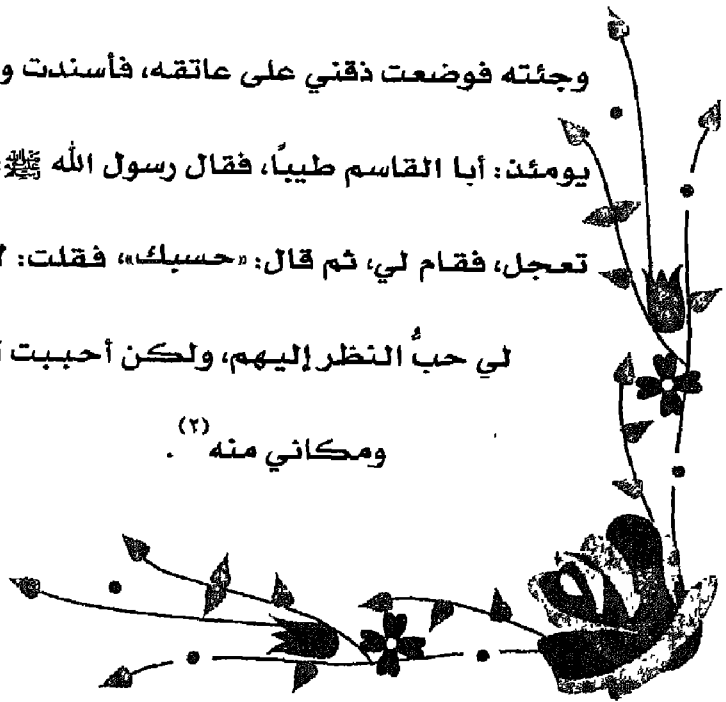 وجئته فوضعت ذقني على عاتقه، فأسندت و
يومئذ: أبا القاسم طيباً، فقال رسول الله ﷺ:
تعجل، فقام لي، ثم قال: «حسبك»، فقلت: ل
لي حبُّ النظر إليهم، ولكن أحببت
ومكاني منه(٢).